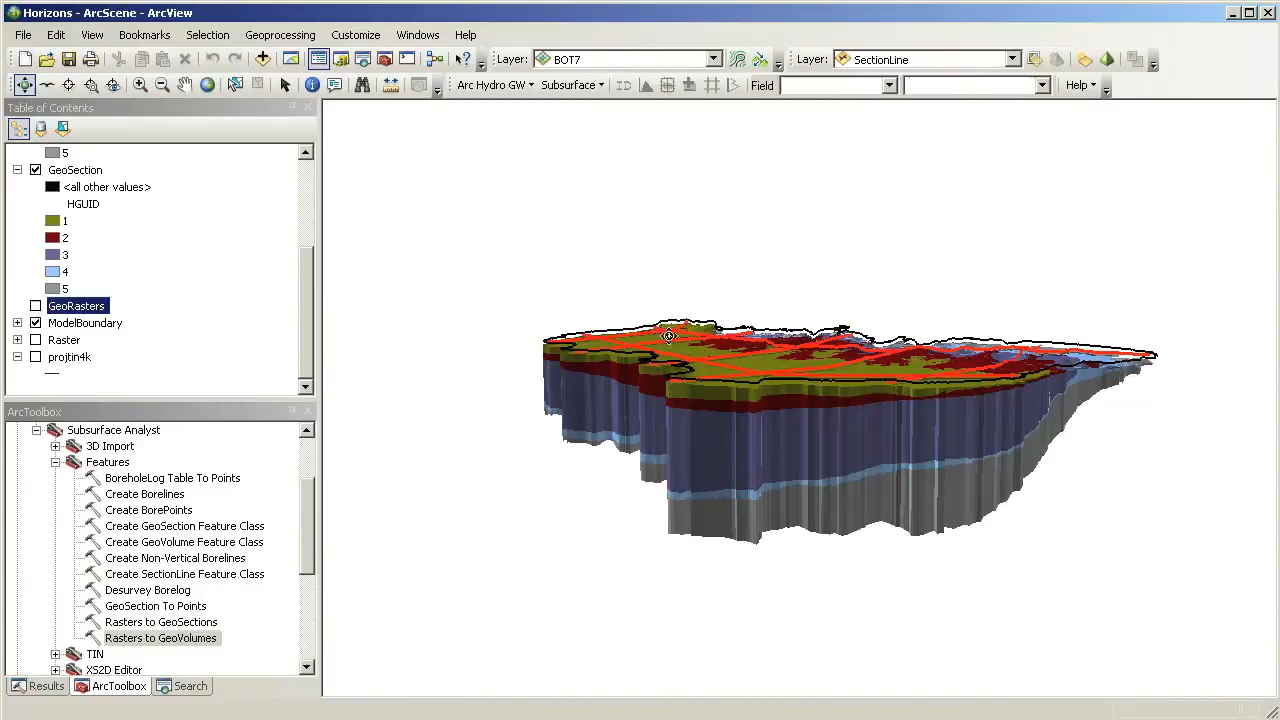 Horizons - ArcScene - ArcView
File Edit View Bookmarks Selection Geoprocessing Customize Windows Help
Layer: BOT7 Layer: SectionLine
Arc Hydro GW Subsurface ID Field Help
Table of Contents
5
GeoSection
<all other values>
HGUID
1
2
3
4
5
GeoRasters
ModelBoundary
Raster
projtin4k
ArcToolbox
Subsurface Analyst
3D Import
Features
BoreholeLog Table To Points
Create Borelines
Create BorePoints
Create GeoSection Feature Class
Create GeoVolume Feature Class
Create Non-Vertical Borelines
Create SectionLine Feature Class
Desurvey Borelog
GeoSection To Points
Rasters to GeoSections
Rasters to GeoVolumes
TIN
XS2D Editor
Results ArcToolbox Search